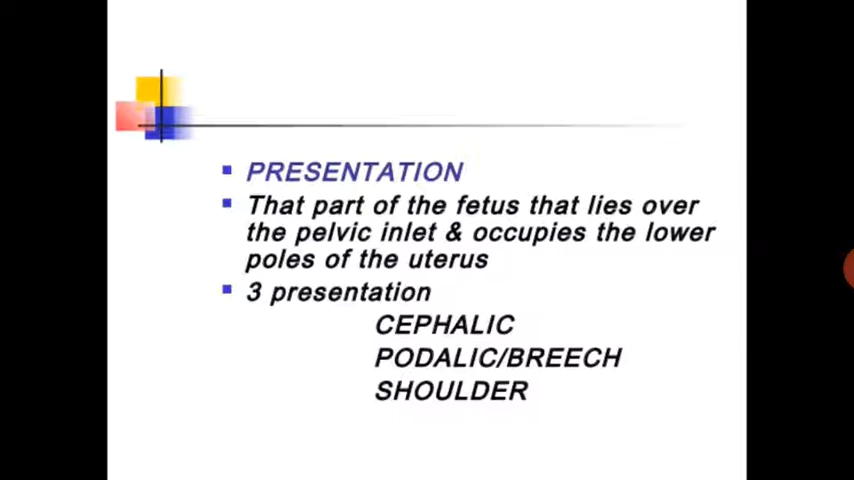 PRESENTATION
That part of the fetus that lies over
the pelvic inlet & occupies the lower
poles of the uterus
3 presentation
CEPHALIC
PODALIC/BREECH
SHOULDER